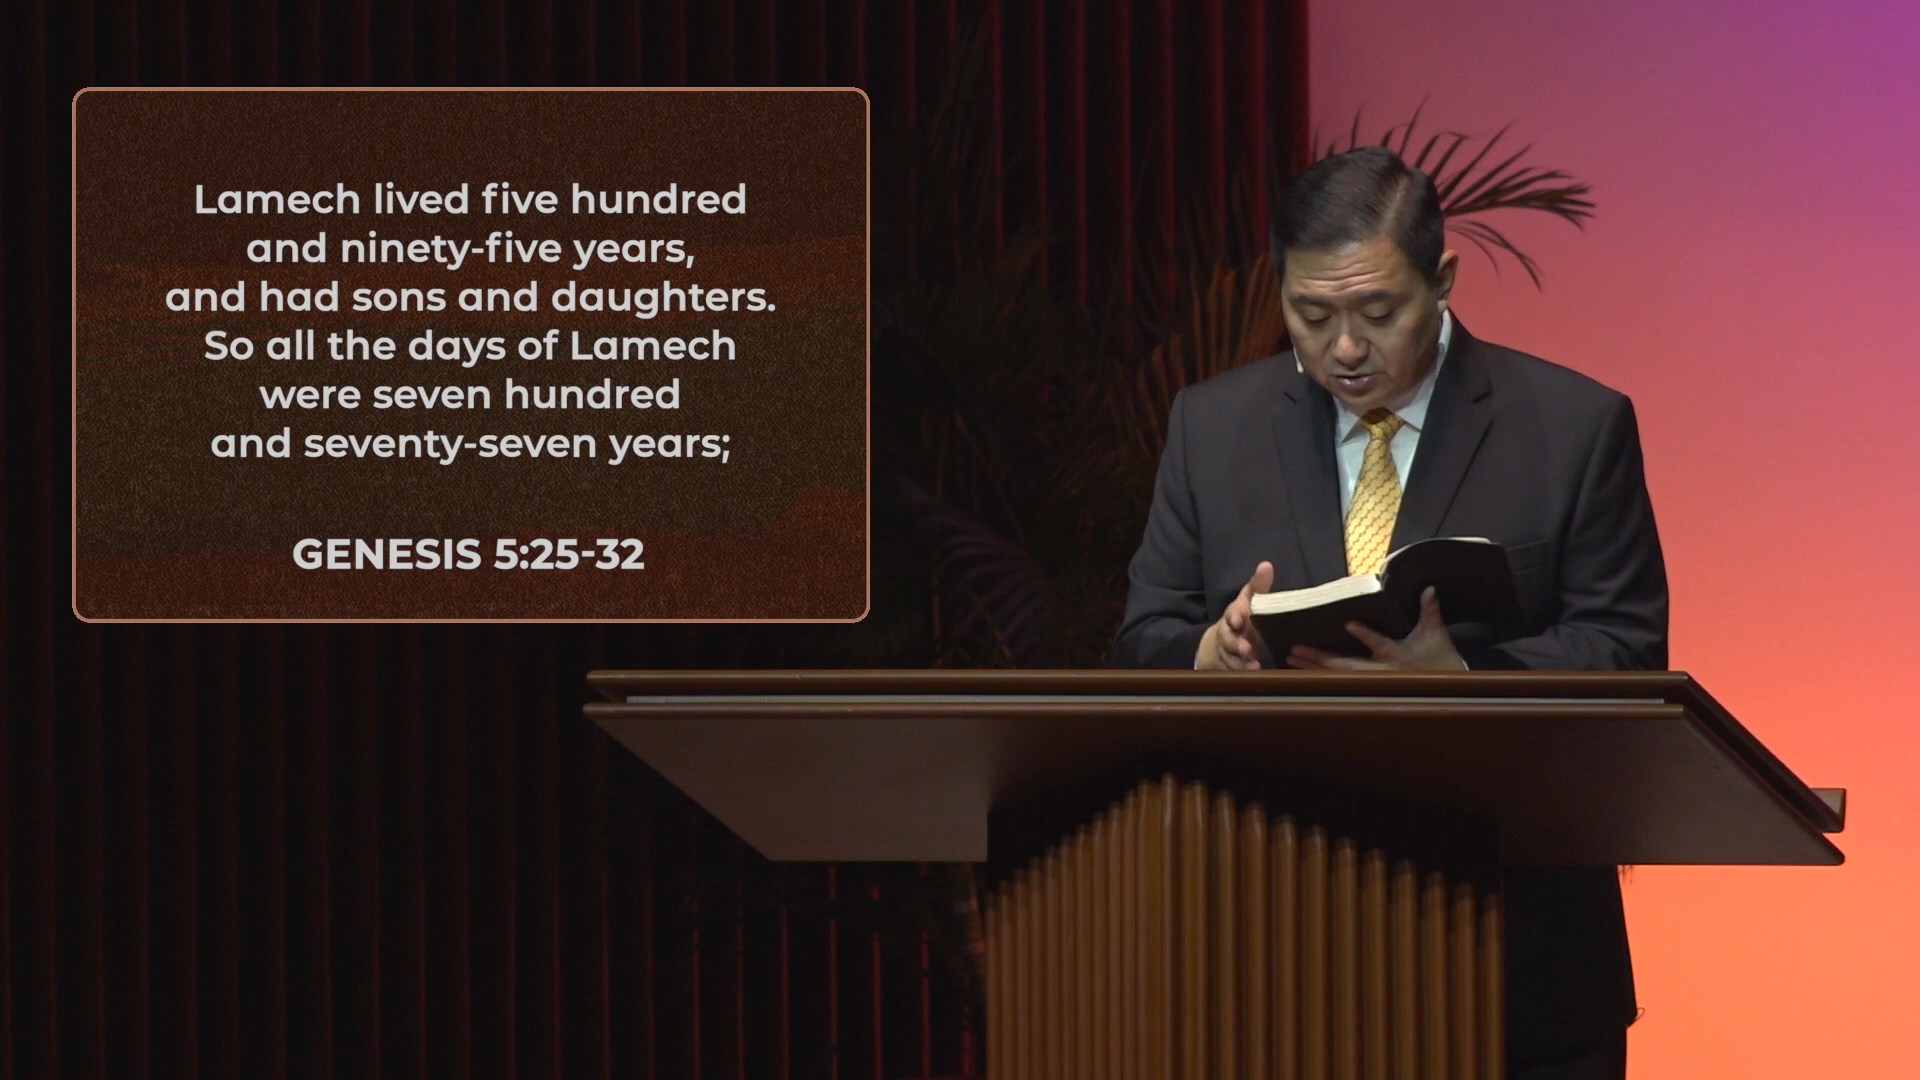 Lamech lived five hundred
and ninety-five years,
and had sons and daughters.
So all the days of Lamech
were seven hundred
and seventy-seven years;
GENESIS 5:25-32